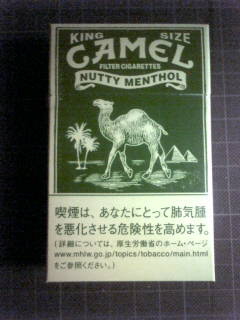 KING SIZE
CAMEL
FILTER CIGARETTES
NUTTY MENTHOL
喫煙は、あなたにとって肺気腫
を悪化させる危険性を高めます。
(詳細については、厚生労働省のホーム・ページ
www.mhlw.go.jp/topics/tobacco/main.html
をご参照ください。)